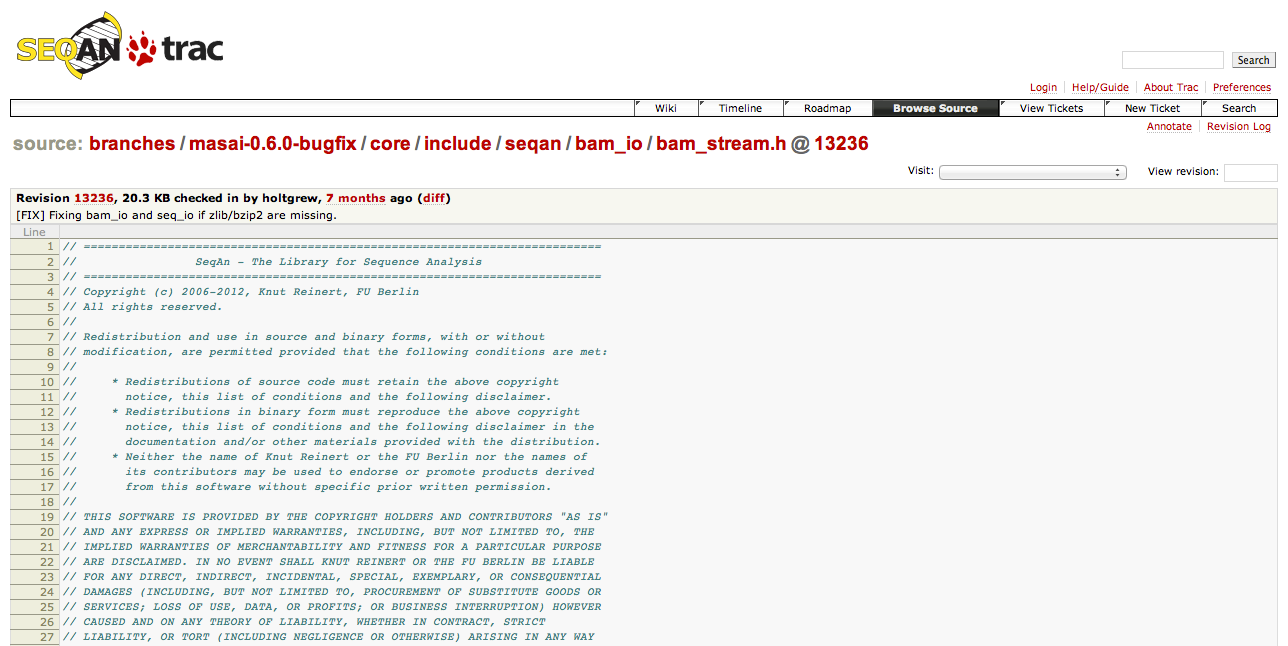 SEQAN trac
Search
Login Help/Guide About Trac Preferences
Wiki Timeline Roadmap Browse Source View Tickets New Ticket Search
Annotate Revision Log
source: branches / masai-0.6.0-bugfix / core / include / seqan / bam_io / bam_stream.h @ 13236
Visit: View revision:
Revision 13236, 20.3 KB checked in by holtgrew, 7 months ago (diff)
[FIX] Fixing bam_io and seq_io if zlib/bzip2 are missing.
Line
1 // ==========================================================================
2 // SeqAn - The Library for Sequence Analysis
3 // ==========================================================================
4 // Copyright (c) 2006-2012, Knut Reinert, FU Berlin
5 // All rights reserved.
6 //
7 // Redistribution and use in source and binary forms, with or without
8 // modification, are permitted provided that the following conditions are met:
9 //
10 // * Redistributions of source code must retain the above copyright
11 // notice, this list of conditions and the following disclaimer.
12 // * Redistributions in binary form must reproduce the above copyright
13 // notice, this list of conditions and the following disclaimer in the
14 // documentation and/or other materials provided with the distribution.
15 // * Neither the name of Knut Reinert or the FU Berlin nor the names of
16 // its contributors may be used to endorse or promote products derived
17 // from this software without specific prior written permission.
18 //
19 // THIS SOFTWARE IS PROVIDED BY THE COPYRIGHT HOLDERS AND CONTRIBUTORS "AS IS"
20 // AND ANY EXPRESS OR IMPLIED WARRANTIES, INCLUDING, BUT NOT LIMITED TO, THE
21 // IMPLIED WARRANTIES OF MERCHANTABILITY AND FITNESS FOR A PARTICULAR PURPOSE
22 // ARE DISCLAIMED. IN NO EVENT SHALL KNUT REINERT OR THE FU BERLIN BE LIABLE
23 // FOR ANY DIRECT, INDIRECT, INCIDENTAL, SPECIAL, EXEMPLARY, OR CONSEQUENTIAL
24 // DAMAGES (INCLUDING, BUT NOT LIMITED TO, PROCUREMENT OF SUBSTITUTE GOODS OR
25 // SERVICES; LOSS OF USE, DATA, OR PROFITS; OR BUSINESS INTERRUPTION) HOWEVER
26 // CAUSED AND ON ANY THEORY OF LIABILITY, WHETHER IN CONTRACT, STRICT
27 // LIABILITY, OR TORT (INCLUDING NEGLIGENCE OR OTHERWISE) ARISING IN ANY WAY